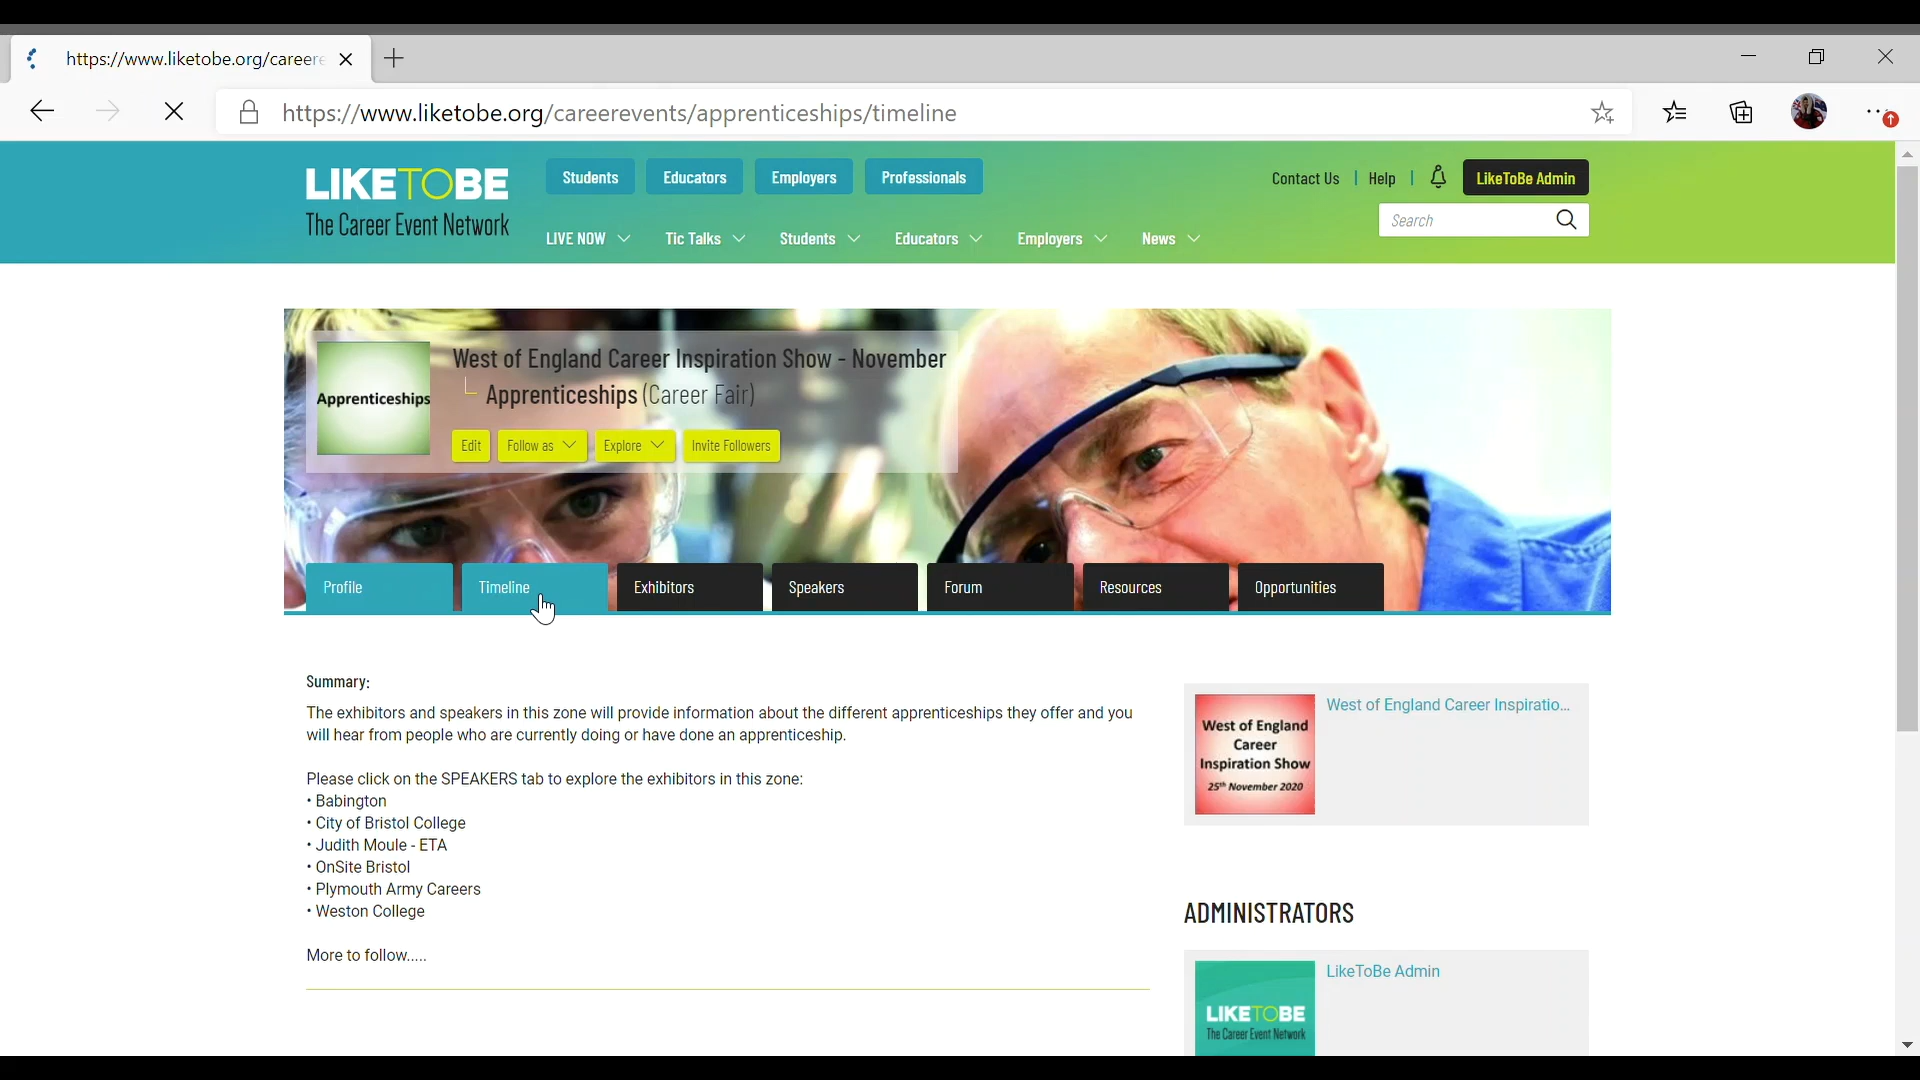 https://www.liketobe.org/careere
https://www.liketobe.org/careerevents/apprenticeships/timeline
LIKETOBE
The Career Event Network
Students
Educators
Employers
Professionals
Contact Us
Help
LikeToBe Admin
LIVE NOW
Tic Talks
Students
Educators
Employers
News
Search
Apprenticeships
West of England Career Inspiration Show - November
Apprenticeships (Career Fair)
Edit
Follow as
Explore
Invite Followers
Profile
Timeline
Exhibitors
Speakers
Forum
Resources
Opportunities
Summary:
The exhibitors and speakers in this zone will provide information about the different apprenticeships they offer and you
will hear from people who are currently doing or have done an apprenticeship.
Please click on the SPEAKERS tab to explore the exhibitors in this zone:
• Babington
• City of Bristol College
• Judith Moule - ETA
• OnSite Bristol
• Plymouth Army Careers
• Weston College
More to follow.....
West of England
Career
Inspiration Show
25th November 2020
West of England Career Inspiratio...
ADMINISTRATORS
LIKETOBE
The Career Event Network
LikeToBe Admin